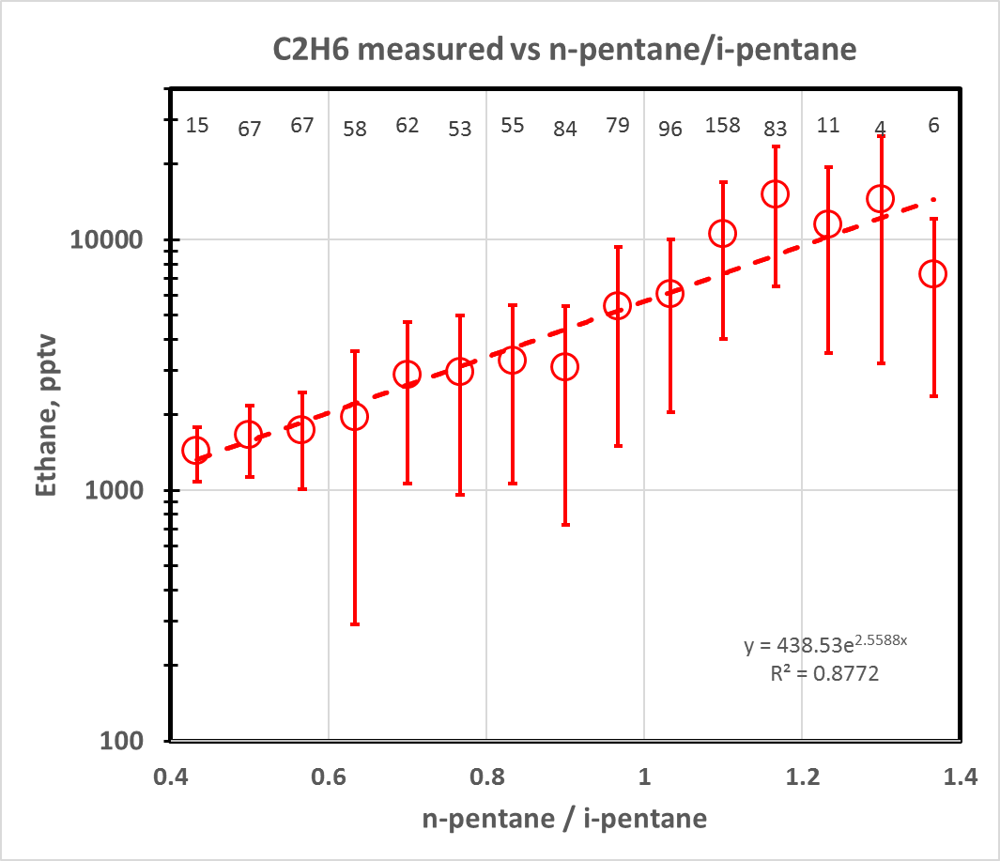 C2H6 measured vs n-pentane/i-pentane
15 67 67 58 62 53 55 84 79 96 158 83 11 4 6
10000
Ethane, pptv
1000
y = 438.53e^2.5588x
R² = 0.8772
100
0.4 0.6 0.8 1 1.2 1.4
n-pentane / i-pentane